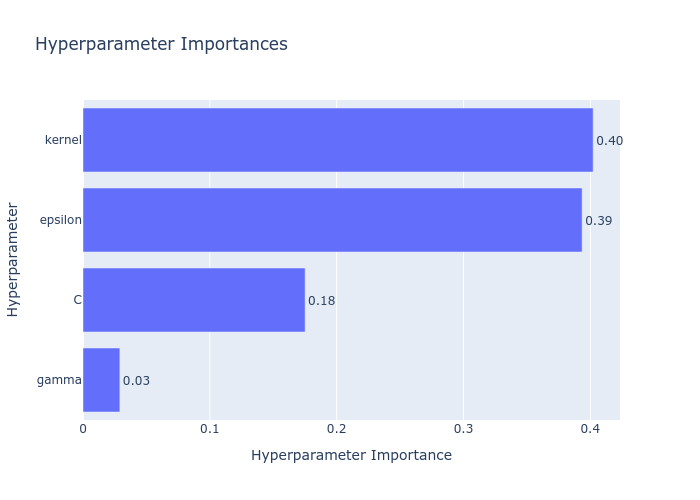 Hyperparameter Importances
Hyperparameter
kernel
0.40
epsilon
0.39
C
0.18
gamma
0.03
0 0.1 0.2 0.3 0.4
Hyperparameter Importance